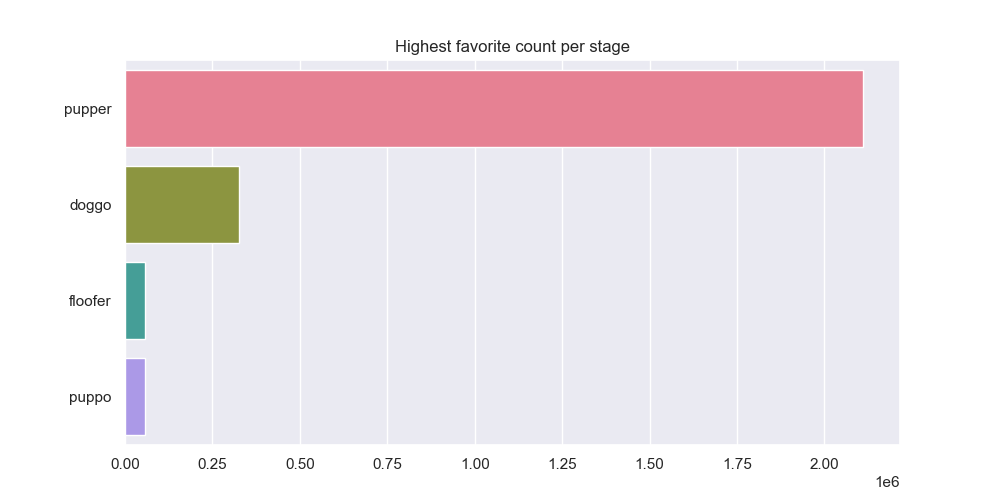 Highest favorite count per stage
pupper
doggo
floofer
puppo
0.00 0.25 0.50 0.75 1.00 1.25 1.50 1.75 2.00
1e6